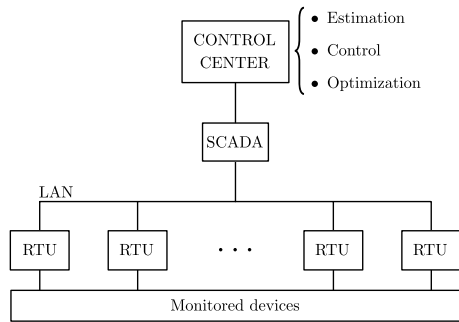 CONTROL
CENTER
• Estimation
• Control
• Optimization
SCADA
LAN
RTU
RTU
· · ·
RTU
RTU
Monitored devices